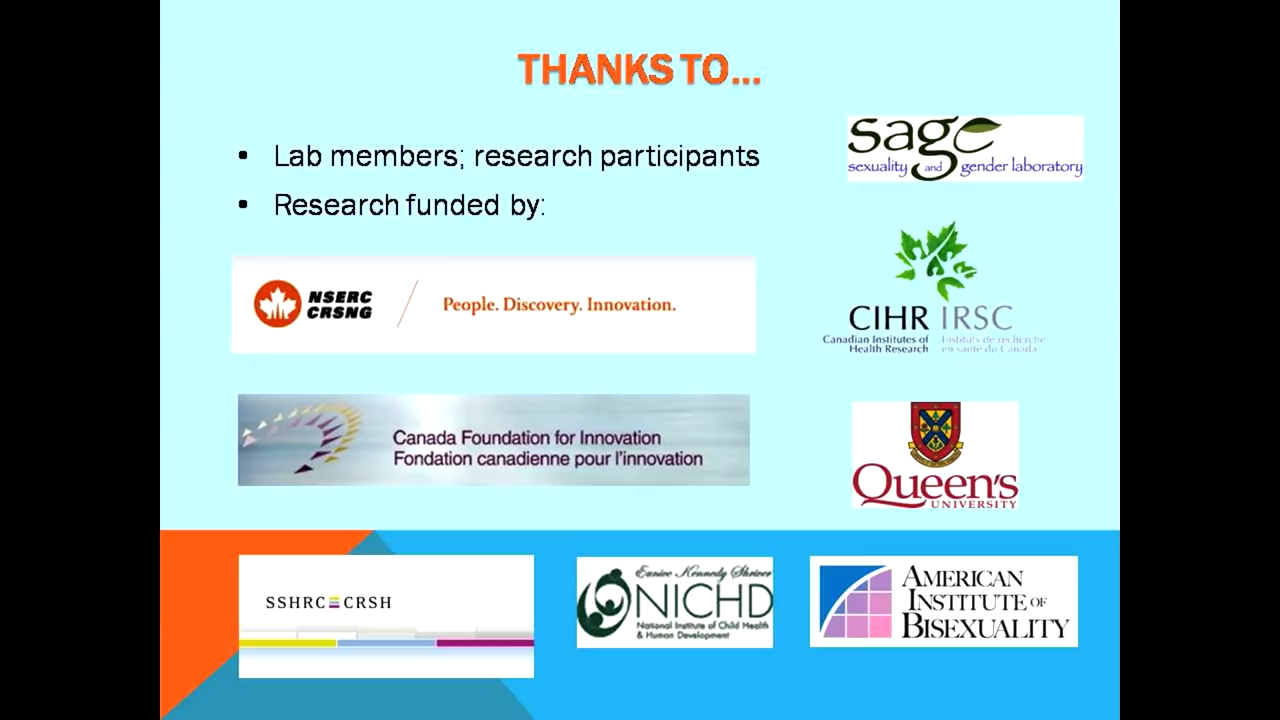 THANKS TO...
• Lab members; research participants
• Research funded by:
sage
sexuality and gender laboratory
NSERC
CRSNG
People. Discovery. Innovation.
CIHR IRSC
Canadian Institutes of Health Research
Instituts de recherche en santé du Canada
Canada Foundation for Innovation
Fondation canadienne pour l'innovation
Queen's
UNIVERSITY
SSHRC CRSH
Eunice Kennedy Shriver
NICHD
National Institute of Child Health
& Human Development
AMERICAN
INSTITUTE OF
BISEXUALITY